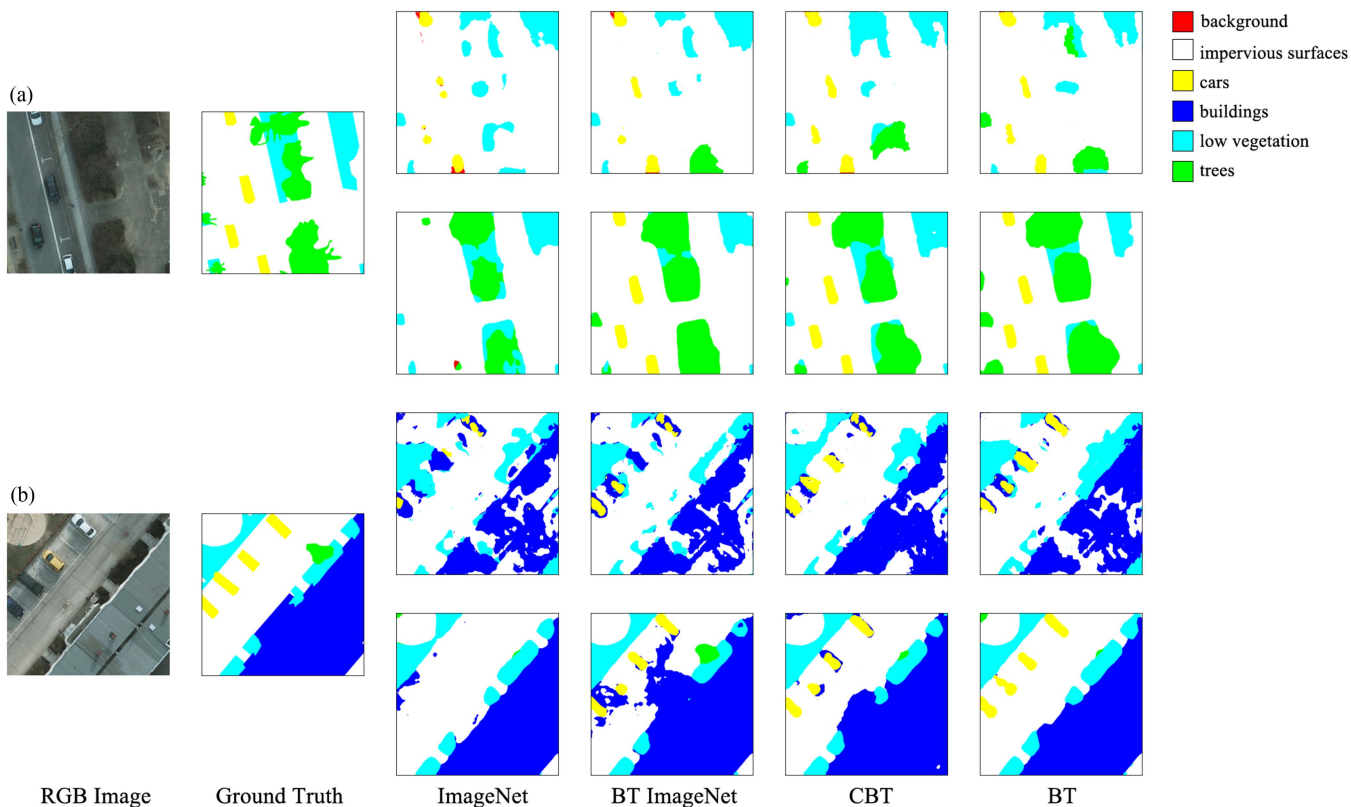 background
impervious surfaces
cars
buildings
low vegetation
trees
(a)
(b)
RGB Image
Ground Truth
ImageNet
BT ImageNet
CBT
BT